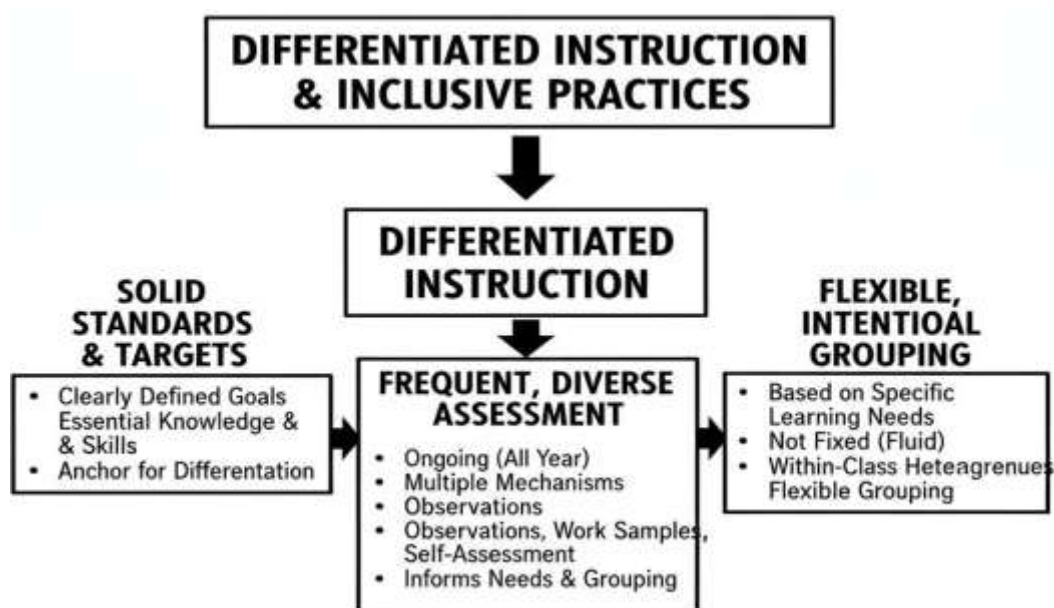 DIFFERENTIATED INSTRUCTION
& INCLUSIVE PRACTICES
DIFFERENTIATED
INSTRUCTION
SOLID
STANDARDS
& TARGETS
• Clearly Defined Goals
Essential Knowledge &
& Skills
• Anchor for Differentation
FREQUENT, DIVERSE
ASSESSMENT
• Ongoing (All Year)
• Multiple Mechanisms
• Observations
• Observations, Work Samples,
Self-Assessment
• Informs Needs & Grouping
FLEXIBLE,
INTENTIOAL
GROUPING
• Based on Specific
Learning Needs
• Not Fixed (Fluid)
• Within-Class Heteagrenues
Flexible Grouping